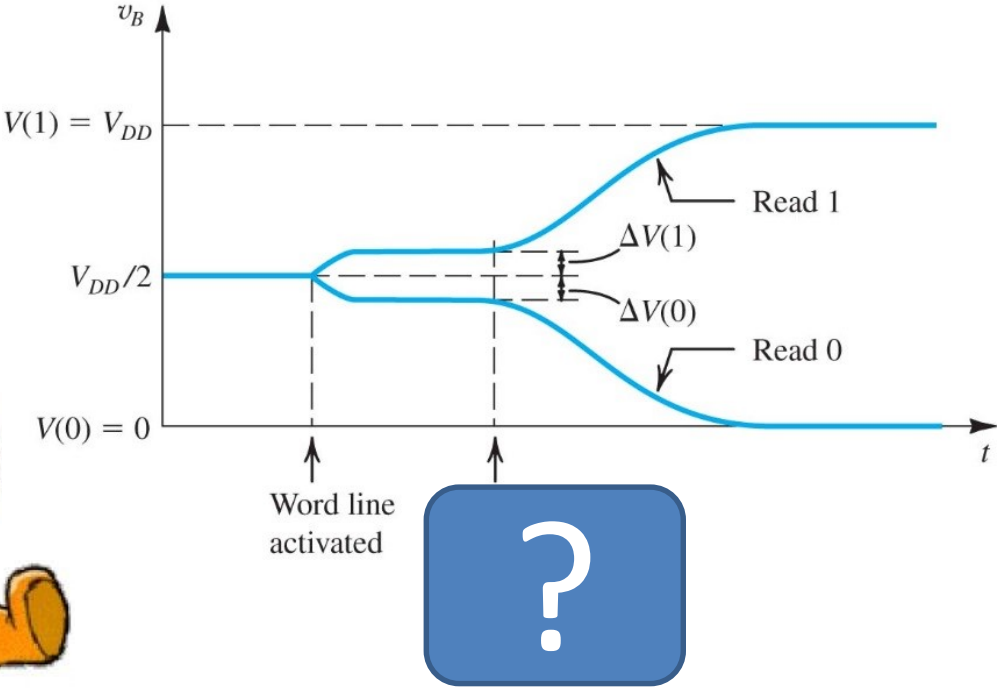 v_B
V(1) = V_DD
Read 1
ΔV(1)
V_DD/2
ΔV(0)
Read 0
V(0) = 0
t
Word line
activated
?